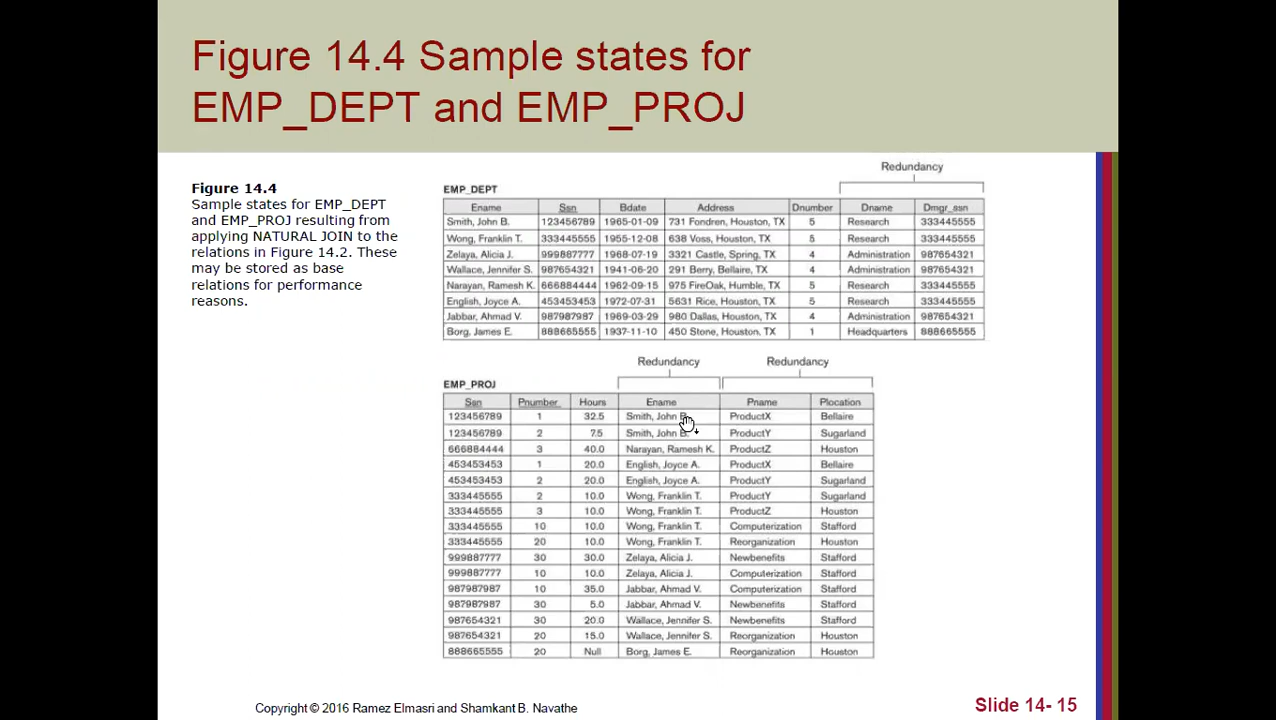 Figure 14.4 Sample states for
EMP_DEPT and EMP_PROJ
Figure 14.4
Sample states for EMP_DEPT
and EMP_PROJ resulting from
applying NATURAL JOIN to the
relations in Figure 14.2. These
may be stored as base
relations for performance
reasons.
Redundancy
EMP_DEPT
Ename Ssn Bdate Address Dnumber Dname Dmgr_ssn
Smith, John B. 123456789 1965-01-09 731 Fondren, Houston, TX 5 Research 333445555
Wong, Franklin T. 333445555 1955-12-08 638 Voss, Houston, TX 5 Research 333445555
Zelaya, Alicia J. 999887777 1968-07-19 3321 Castle, Spring, TX 4 Administration 987654321
Wallace, Jennifer S. 987654321 1941-06-20 291 Berry, Bellaire, TX 4 Administration 987654321
Narayan, Ramesh K. 666884444 1962-09-15 975 FireOak, Humble, TX 5 Research 333445555
English, Joyce A. 453453453 1972-07-31 5631 Rice, Houston, TX 5 Research 333445555
Jabbar, Ahmad V. 987987987 1969-03-29 980 Dallas, Houston, TX 4 Administration 987654321
Borg, James E. 888665555 1937-11-10 450 Stone, Houston, TX 1 Headquarters 888665555
Redundancy Redundancy
EMP_PROJ
Ssn Pnumber Hours Ename Pname Plocation
123456789 1 32.5 Smith, John B. ProductX Bellaire
123456789 2 7.5 Smith, John B. ProductY Sugarland
666884444 3 40.0 Narayan, Ramesh K. ProductZ Houston
453453453 1 20.0 English, Joyce A. ProductX Bellaire
453453453 2 20.0 English, Joyce A. ProductY Sugarland
333445555 2 10.0 Wong, Franklin T. ProductY Sugarland
333445555 3 10.0 Wong, Franklin T. ProductZ Houston
333445555 10 10.0 Wong, Franklin T. Computerization Stafford
333445555 20 10.0 Wong, Franklin T. Reorganization Houston
999887777 30 30.0 Zelaya, Alicia J. Newbenefits Stafford
999887777 10 10.0 Zelaya, Alicia J. Computerization Stafford
987987987 10 35.0 Jabbar, Ahmad V. Computerization Stafford
987987987 30 5.0 Jabbar, Ahmad V. Newbenefits Stafford
987654321 30 20.0 Wallace, Jennifer S. Newbenefits Stafford
987654321 20 15.0 Wallace, Jennifer S. Reorganization Houston
888665555 20 Null Borg, James E. Reorganization Houston
Copyright © 2016 Ramez Elmasri and Shamkant B. Navathe
Slide 14- 15